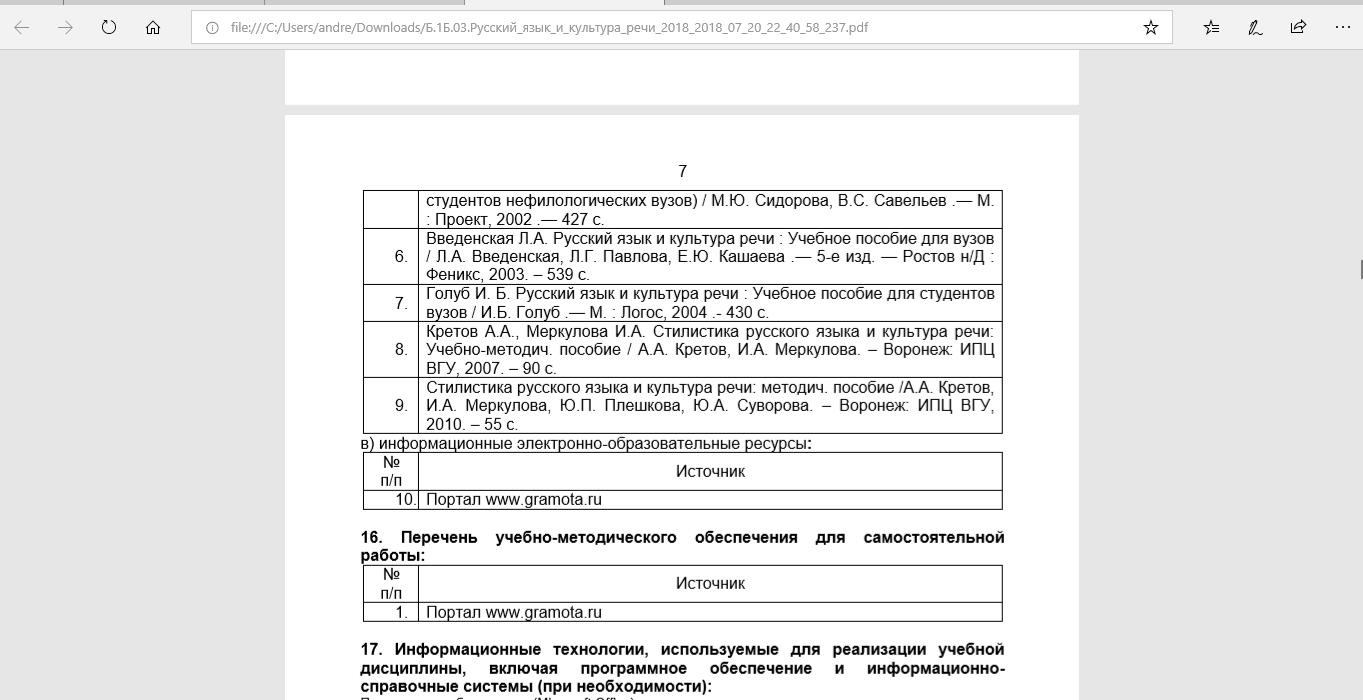 file:///C:/Users/andre/Downloads/Б.1Б.03.Русский_язык_и_культура_речи_2018_2018_07_20_22_40_58_237.pdf
7
студентов нефилологических вузов) / М.Ю. Сидорова, В.С. Савельев .— М.
: Проект, 2002 .— 427 с.
6. Введенская Л.А. Русский язык и культура речи : Учебное пособие для вузов
/ Л.А. Введенская, Л.Г. Павлова, Е.Ю. Кашаева .— 5-е изд. — Ростов н/Д :
Феникс, 2003. – 539 с.
7. Голуб И. Б. Русский язык и культура речи : Учебное пособие для студентов
вузов / И.Б. Голуб .— М. : Логос, 2004 .- 430 с.
8. Кретов А.А., Меркулова И.А. Стилистика русского языка и культура речи:
Учебно-методич. пособие / А.А. Кретов, И.А. Меркулова. – Воронеж: ИПЦ
ВГУ, 2007. – 90 с.
9. Стилистика русского языка и культура речи: методич. пособие /А.А. Кретов,
И.А. Меркулова, Ю.П. Плешкова, Ю.А. Суворова. – Воронеж: ИПЦ ВГУ,
2010. – 55 с.
в) информационные электронно-образовательные ресурсы:
№
п/п
Источник
10. Портал www.gramota.ru
16. Перечень учебно-методического обеспечения для самостоятельной
работы:
№
п/п
Источник
1. Портал www.gramota.ru
17. Информационные технологии, используемые для реализации учебной
дисциплины, включая программное обеспечение и информационно-
справочные системы (при необходимости):